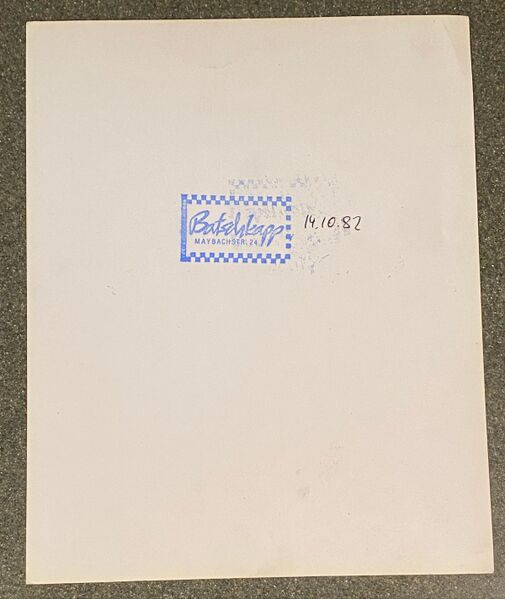 Batschkapp
MAYBACHSTR. 24
14.10.82